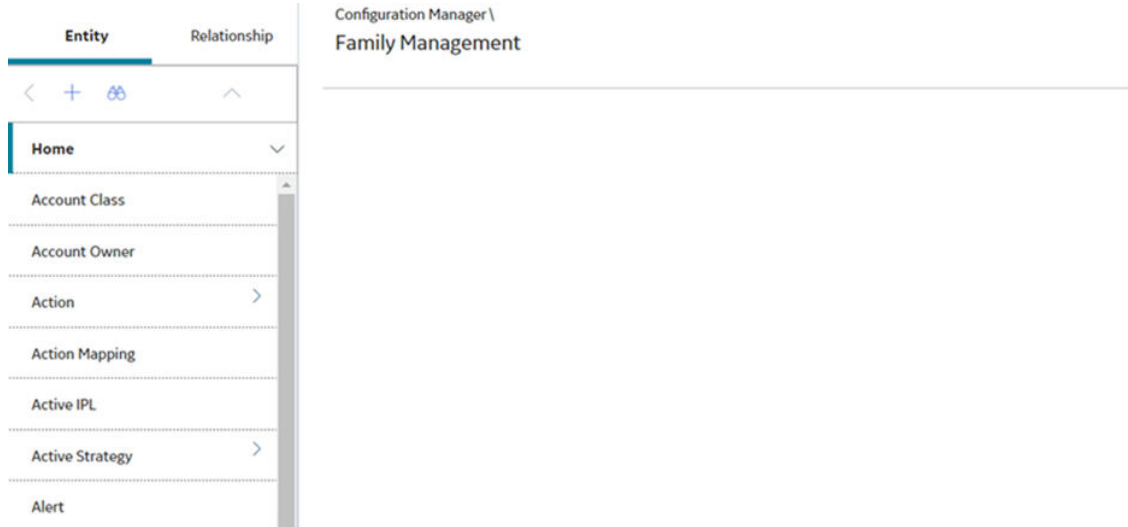 Entity Relationship
Home
Account Class
Account Owner
Action
Action Mapping
Active IPL
Active Strategy
Alert
Configuration Manager\
Family Management